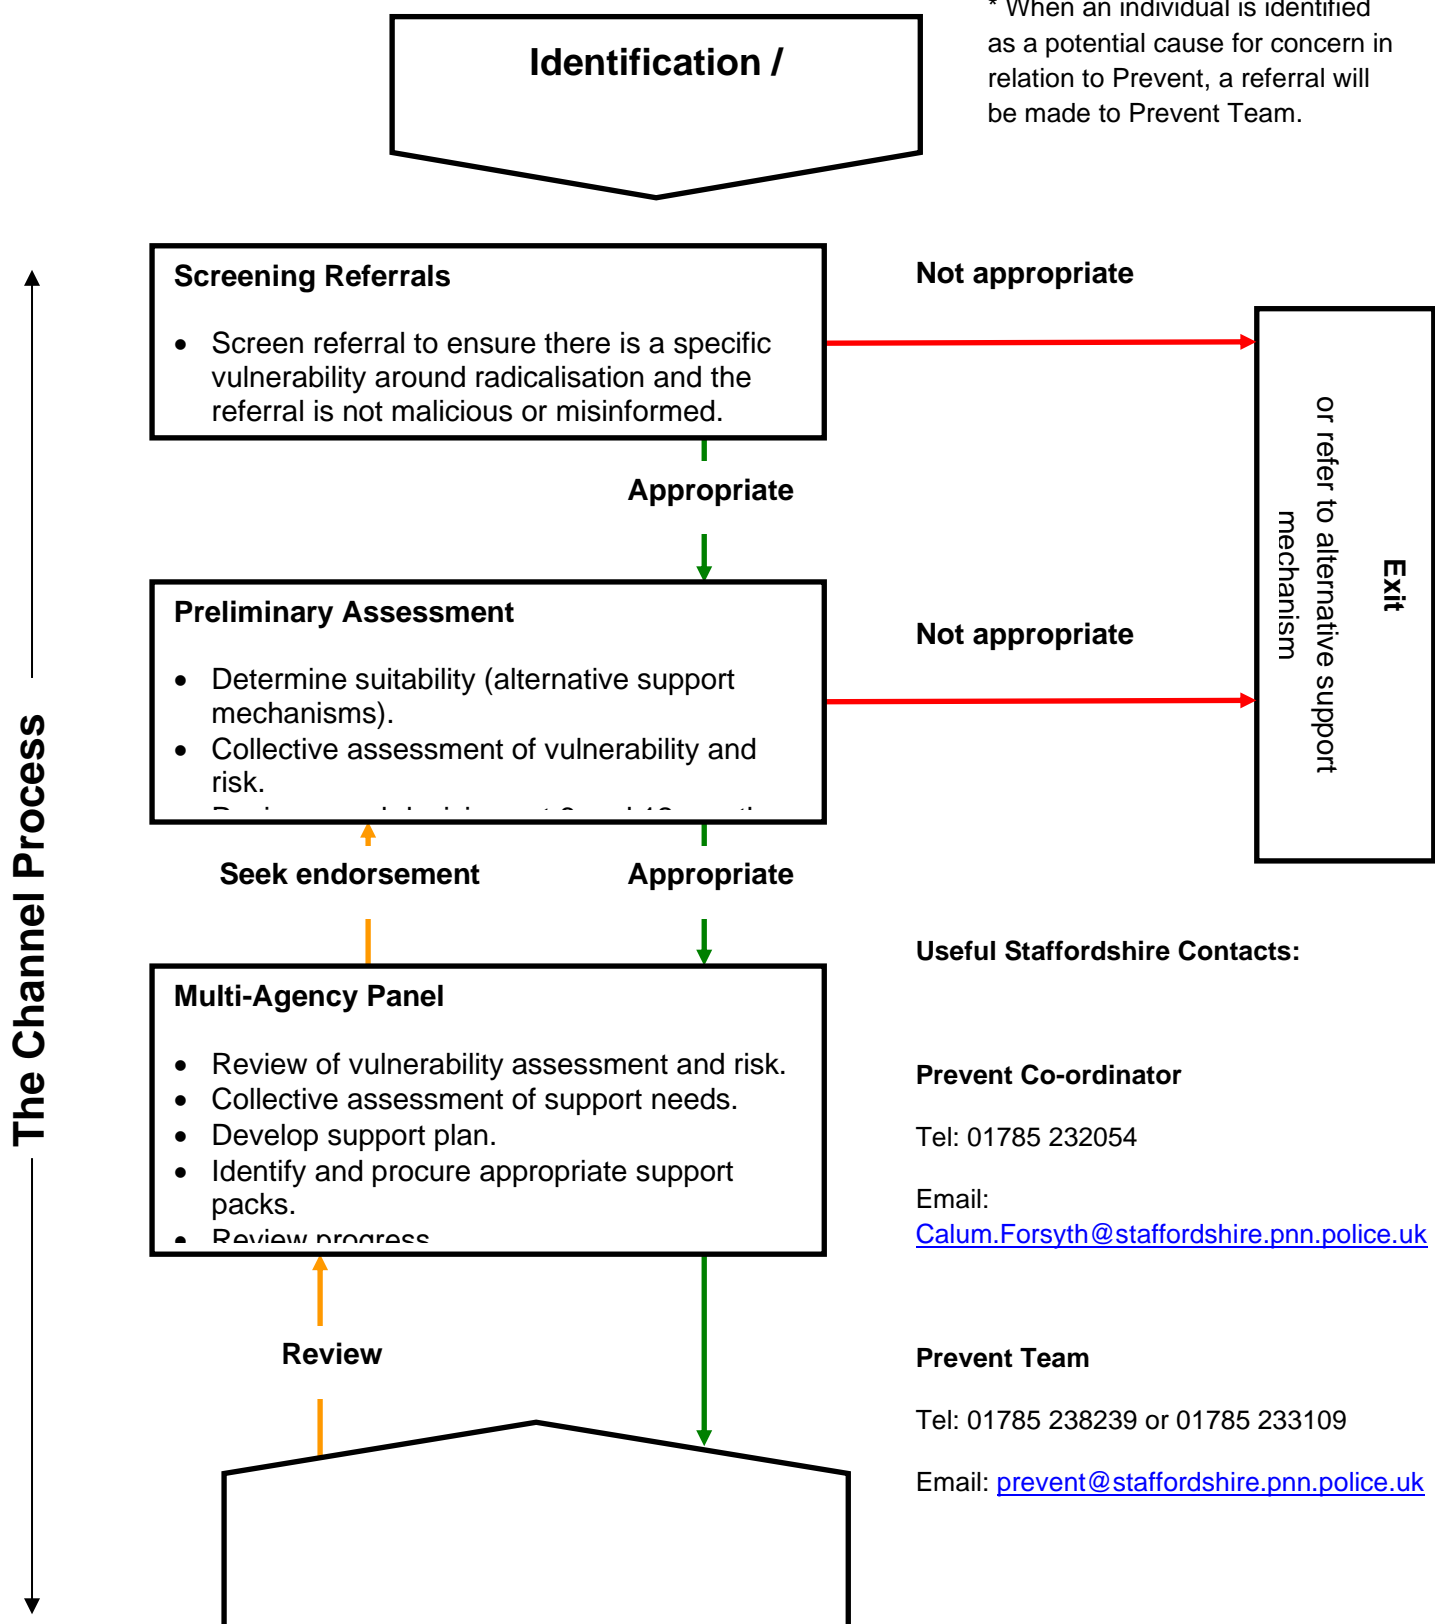 * When an individual is identified
as a potential cause for concern in
relation to Prevent, a referral will
be made to Prevent Team.
Identification /
The Channel Process
Screening Referrals
• Screen referral to ensure there is a specific
vulnerability around radicalisation and the
referral is not malicious or misinformed.
Not appropriate
Appropriate
Exit
or refer to alternative support
mechanism
Preliminary Assessment
• Determine suitability (alternative support
mechanisms).
• Collective assessment of vulnerability and
risk.
Not appropriate
Seek endorsement
Appropriate
Multi-Agency Panel
• Review of vulnerability assessment and risk.
• Collective assessment of support needs.
• Develop support plan.
• Identify and procure appropriate support
packs.
• Review progress
Review
Useful Staffordshire Contacts:
Prevent Co-ordinator
Tel: 01785 232054
Email:
Calum.Forsyth@staffordshire.pnn.police.uk
Prevent Team
Tel: 01785 238239 or 01785 233109
Email: prevent@staffordshire.pnn.police.uk